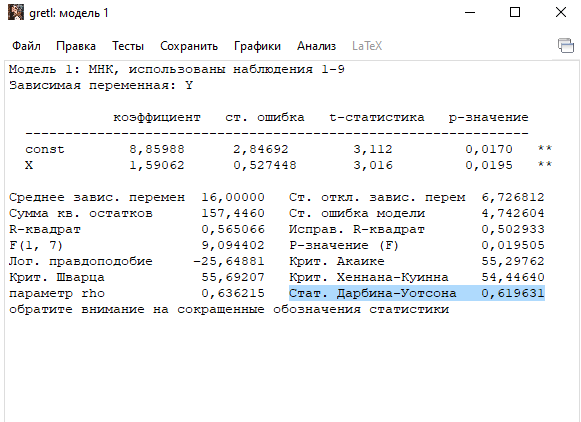 gretl: модель 1
Файл Правка Тесты Сохранить Графики Анализ LaTeX
Модель 1: МНК, использованы наблюдения 1-9
Зависимая переменная: Y
коэффициент ст. ошибка t-статистика p-значение
---------------------------------------------------------------
const 8,85988 2,84692 3,112 0,0170 **
X 1,59062 0,527448 3,016 0,0195 **
Среднее завис. перемен 16,00000 Ст. откл. завис. перем 6,726812
Сумма кв. остатков 157,4460 Ст. ошибка модели 4,742604
R-квадрат 0,565066 Исправ. R-квадрат 0,502933
F(1, 7) 9,094402 P-значение (F) 0,019505
Лог. правдоподобие -25,64881 Крит. Акаике 55,29762
Крит. Шварца 55,69207 Крит. Хеннана-Куинна 54,44640
параметр rho 0,636215 Стат. Дарбина-Уотсона 0,619631
обратите внимание на сокращенные обозначения статистики